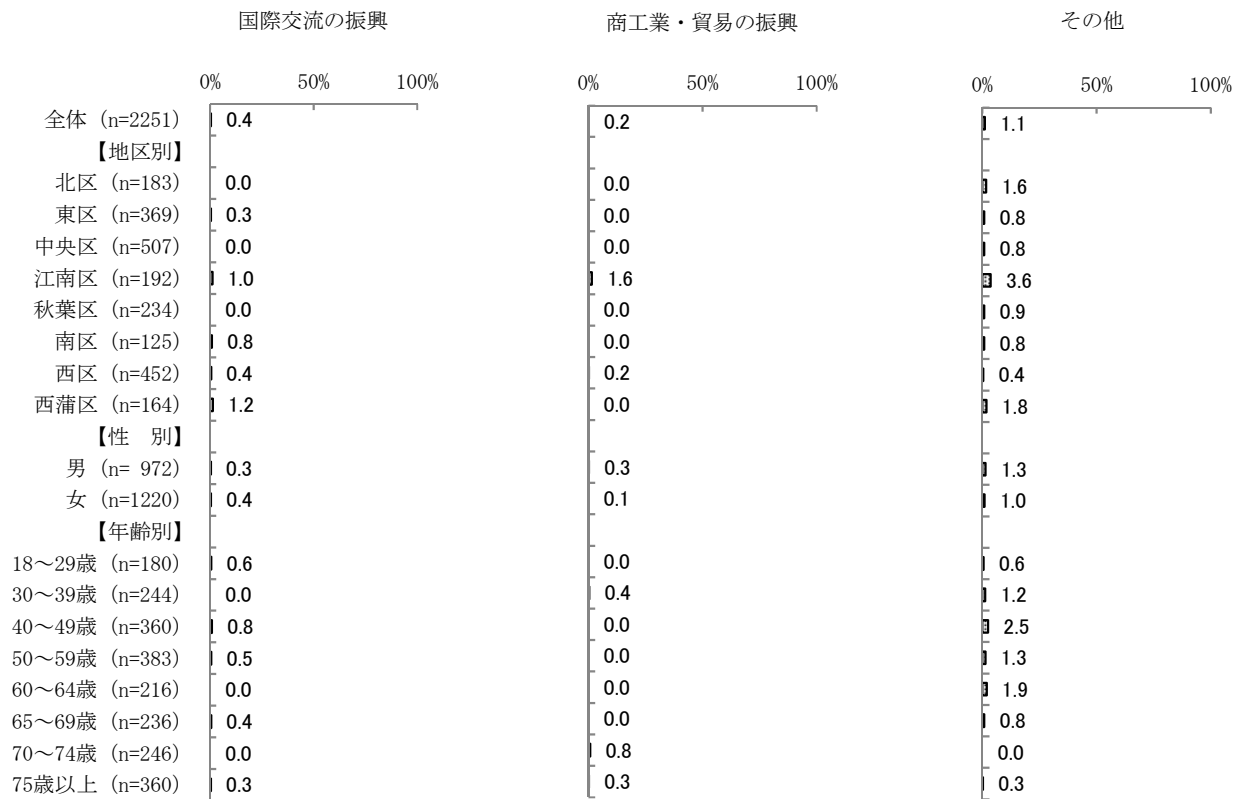 国際交流の振興 商工業・貿易の振興 その他
0% 50% 100% 0% 50% 100% 0% 50% 100%
全体 (n=2251) 0.4 0.2 1.1
【地区別】
北区 (n=183) 0.0 0.0 1.6
東区 (n=369) 0.3 0.0 0.8
中央区 (n=507) 0.0 0.0 0.8
江南区 (n=192) 1.0 1.6 3.6
秋葉区 (n=234) 0.0 0.0 0.9
南区 (n=125) 0.8 0.0 0.8
西区 (n=452) 0.4 0.2 0.4
西蒲区 (n=164) 1.2 0.0 1.8
【性　別】
男 (n= 972) 0.3 0.3 1.3
女 (n=1220) 0.4 0.1 1.0
【年齢別】
18～29歳 (n=180) 0.6 0.0 0.6
30～39歳 (n=244) 0.0 0.4 1.2
40～49歳 (n=360) 0.8 0.0 2.5
50～59歳 (n=383) 0.5 0.0 1.3
60～64歳 (n=216) 0.0 0.0 1.9
65～69歳 (n=236) 0.4 0.0 0.8
70～74歳 (n=246) 0.0 0.8 0.0
75歳以上 (n=360) 0.3 0.3 0.3